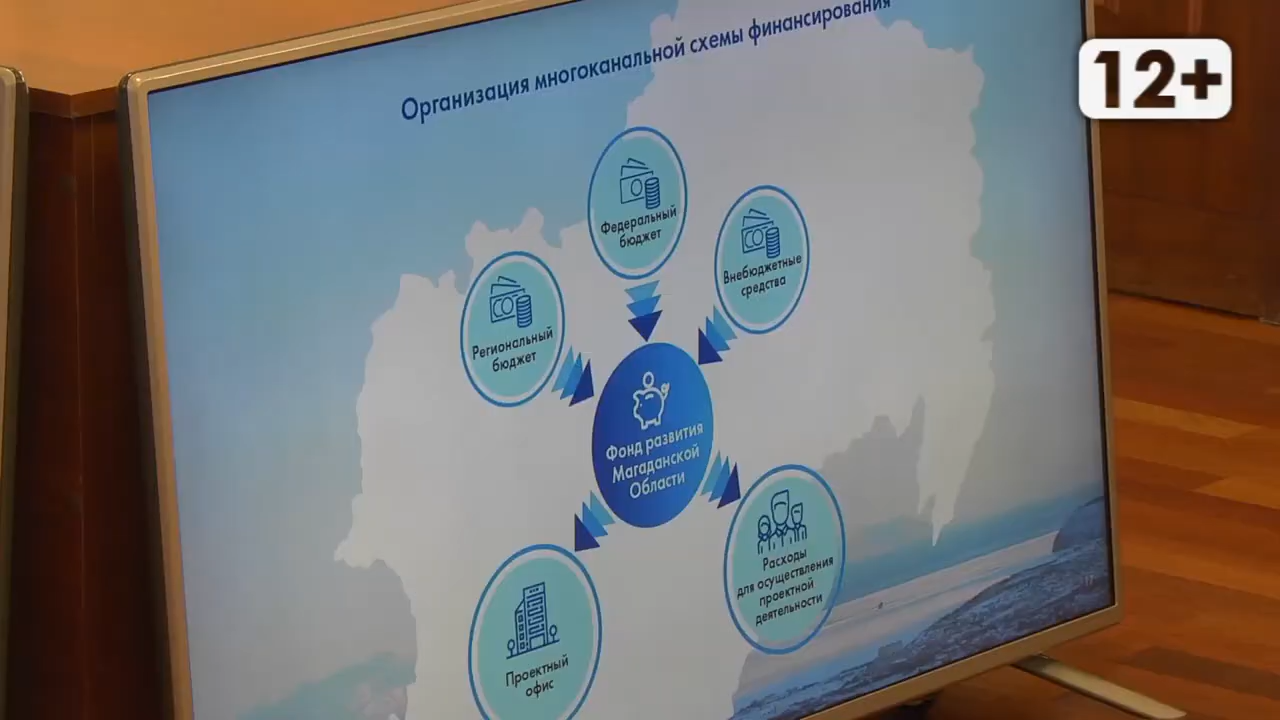 Организация многоканальной схемы финансирования
12+
Федеральный
бюджет
Внебюджетные
средства
Региональный
бюджет
Фонд развития
Магаданской
Области
Расходы
для осуществления
проектной
деятельности
Проектный
офис